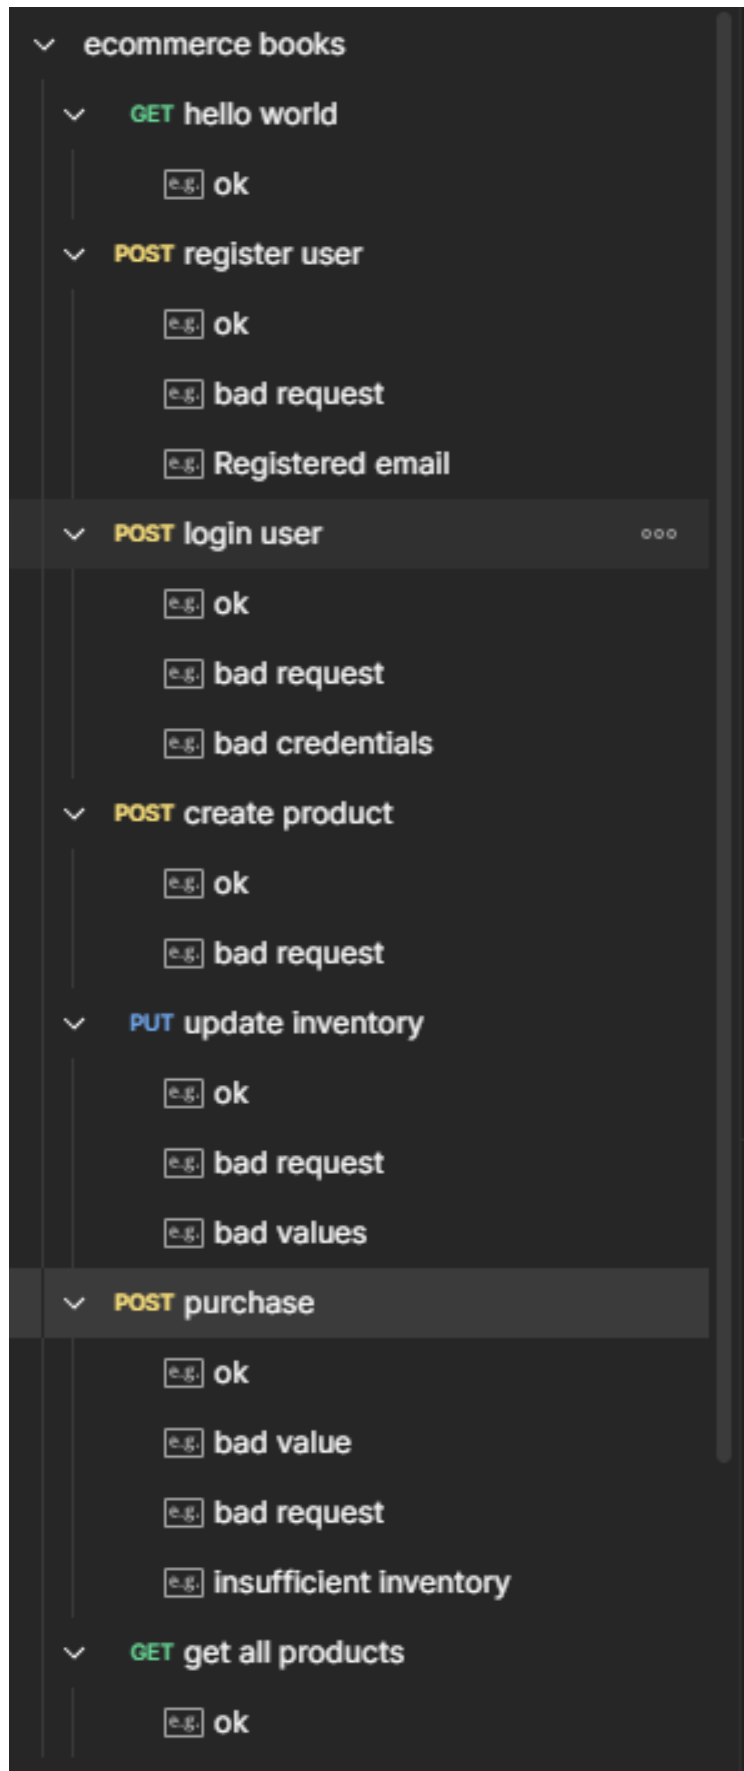 ecommerce books
GET hello world
e.g. ok
POST register user
e.g. ok
e.g. bad request
e.g. Registered email
POST login user
e.g. ok
e.g. bad request
e.g. bad credentials
POST create product
e.g. ok
e.g. bad request
PUT update inventory
e.g. ok
e.g. bad request
e.g. bad values
POST purchase
e.g. ok
e.g. bad value
e.g. bad request
e.g. insufficient inventory
GET get all products
e.g. ok